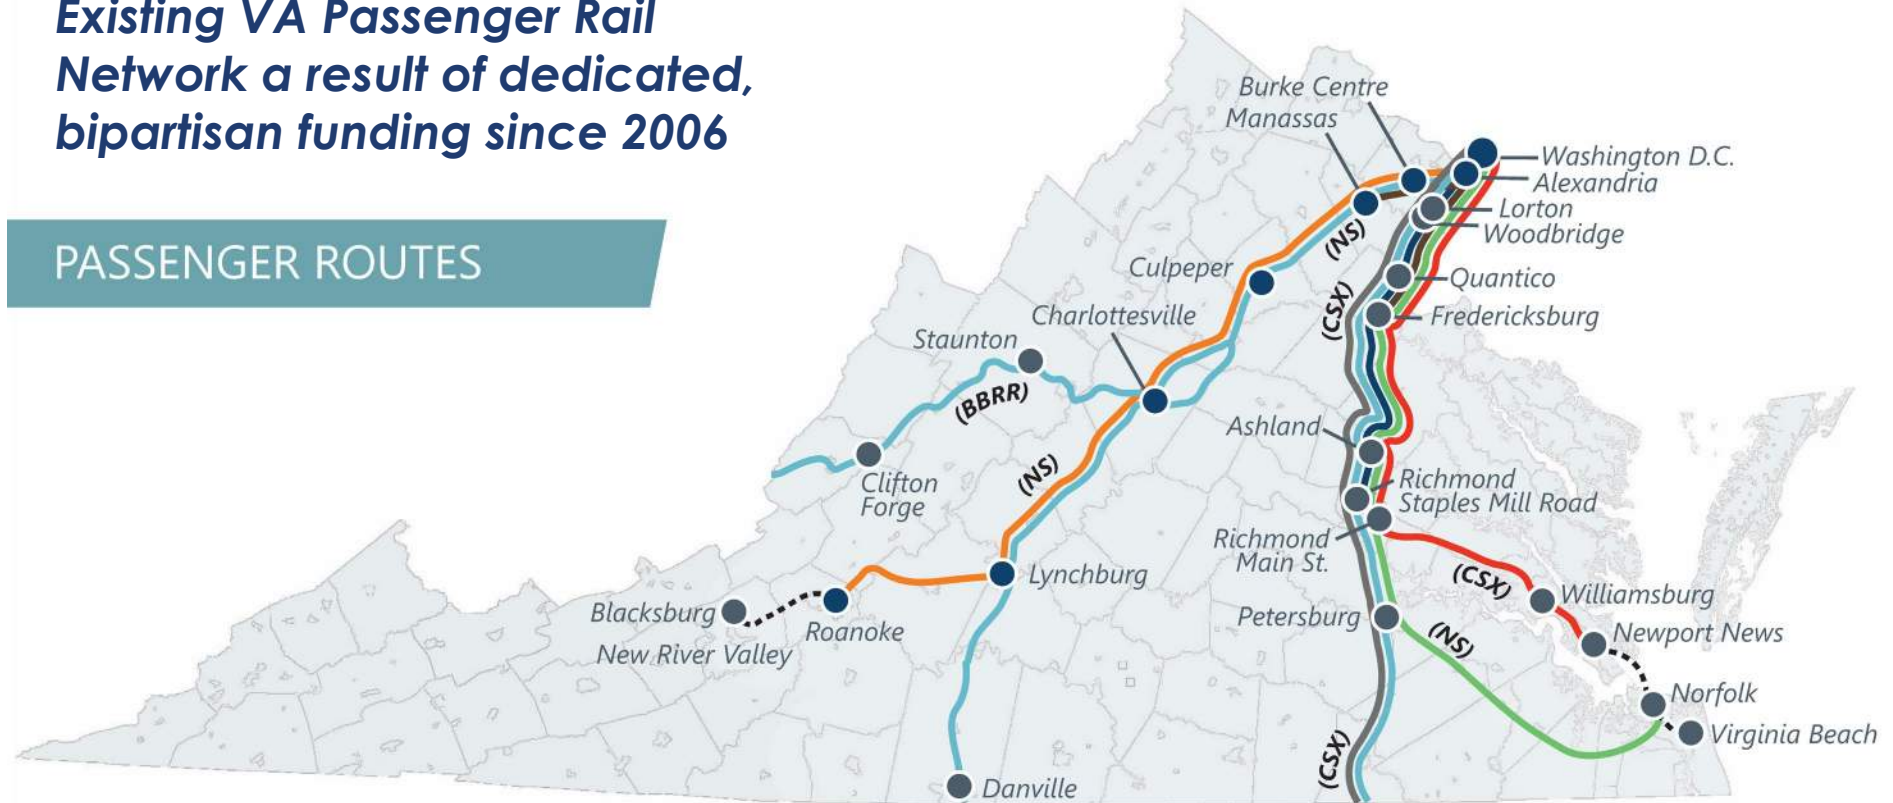 Existing VA Passenger Rail
Network a result of dedicated,
bipartisan funding since 2006
PASSENGER ROUTES
Burke Centre
Manassas
Washington D.C.
Alexandria
Lorton
Woodbridge
(NS)
Culpeper
Quantico
(CSX)
Charlottesville
Fredericksburg
Staunton
(BBRR)
Ashland
Clifton
Forge
(NS)
Richmond
Staples Mill Road
Richmond
Main St.
Lynchburg
(CSX)
Williamsburg
Blacksburg
Roanoke
New River Valley
Petersburg
(NS)
Newport News
Norfolk
Virginia Beach
(CSX)
Danville